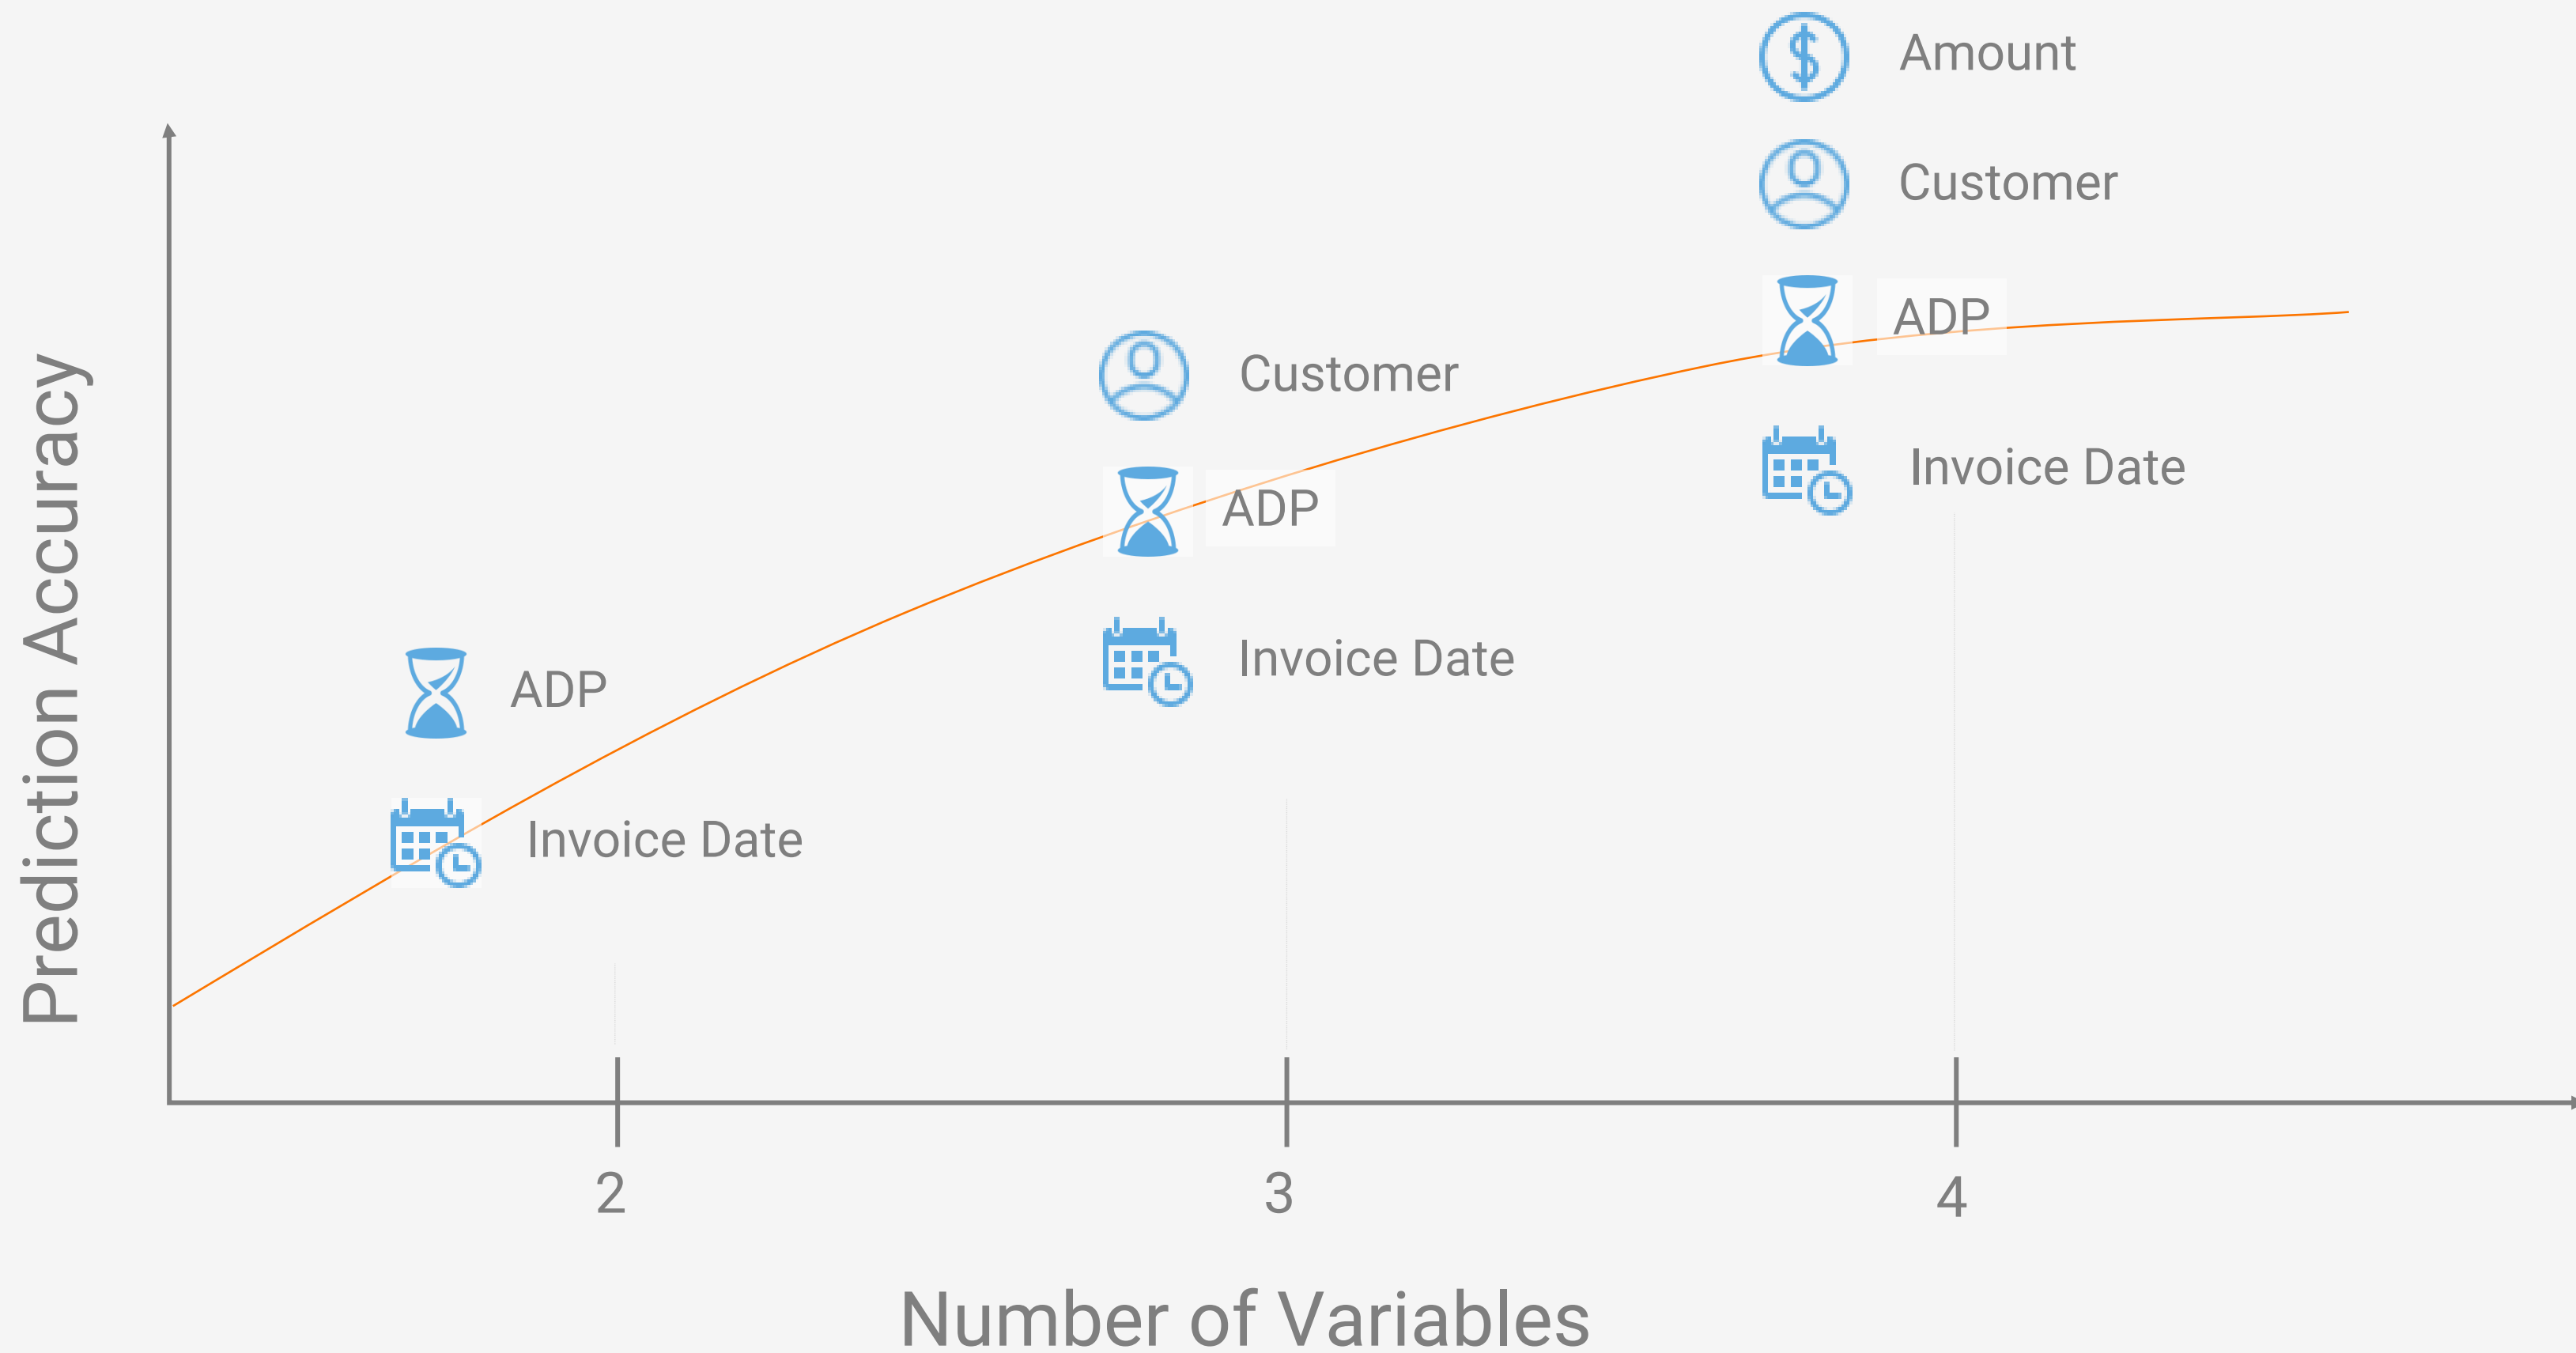 Amount
Customer
ADP
Invoice Date
Customer
ADP
Invoice Date
ADP
Invoice Date
Prediction Accuracy
2
3
4
Number of Variables